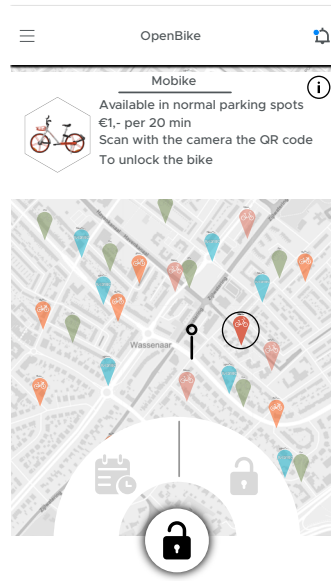 OpenBike
Mobike
i
Available in normal parking spots
€1,- per 20 min
Scan with the camera the QR code
To unlock the bike
Wassenaar